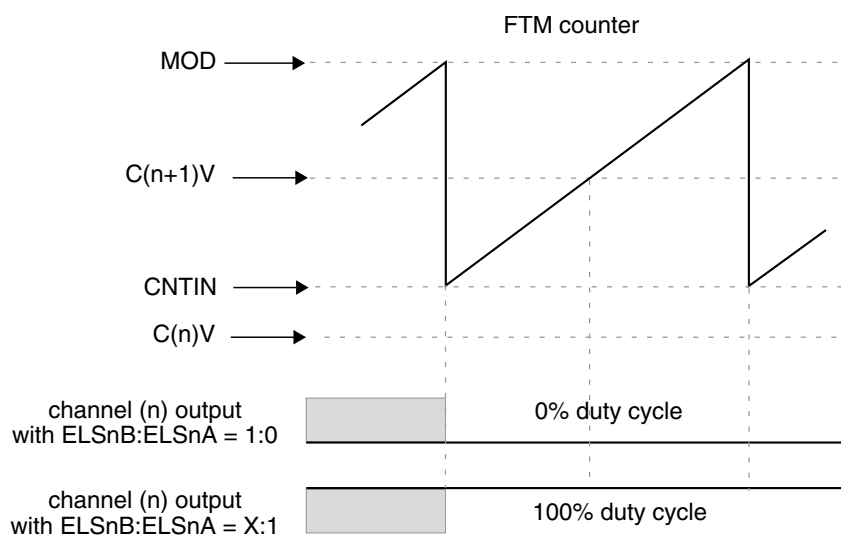 FTM counter
MOD
C(n+1)V
CNTIN
C(n)V
channel (n) output
with ELSnB:ELSnA = 1:0
0% duty cycle
channel (n) output
with ELSnB:ELSnA = X:1
100% duty cycle